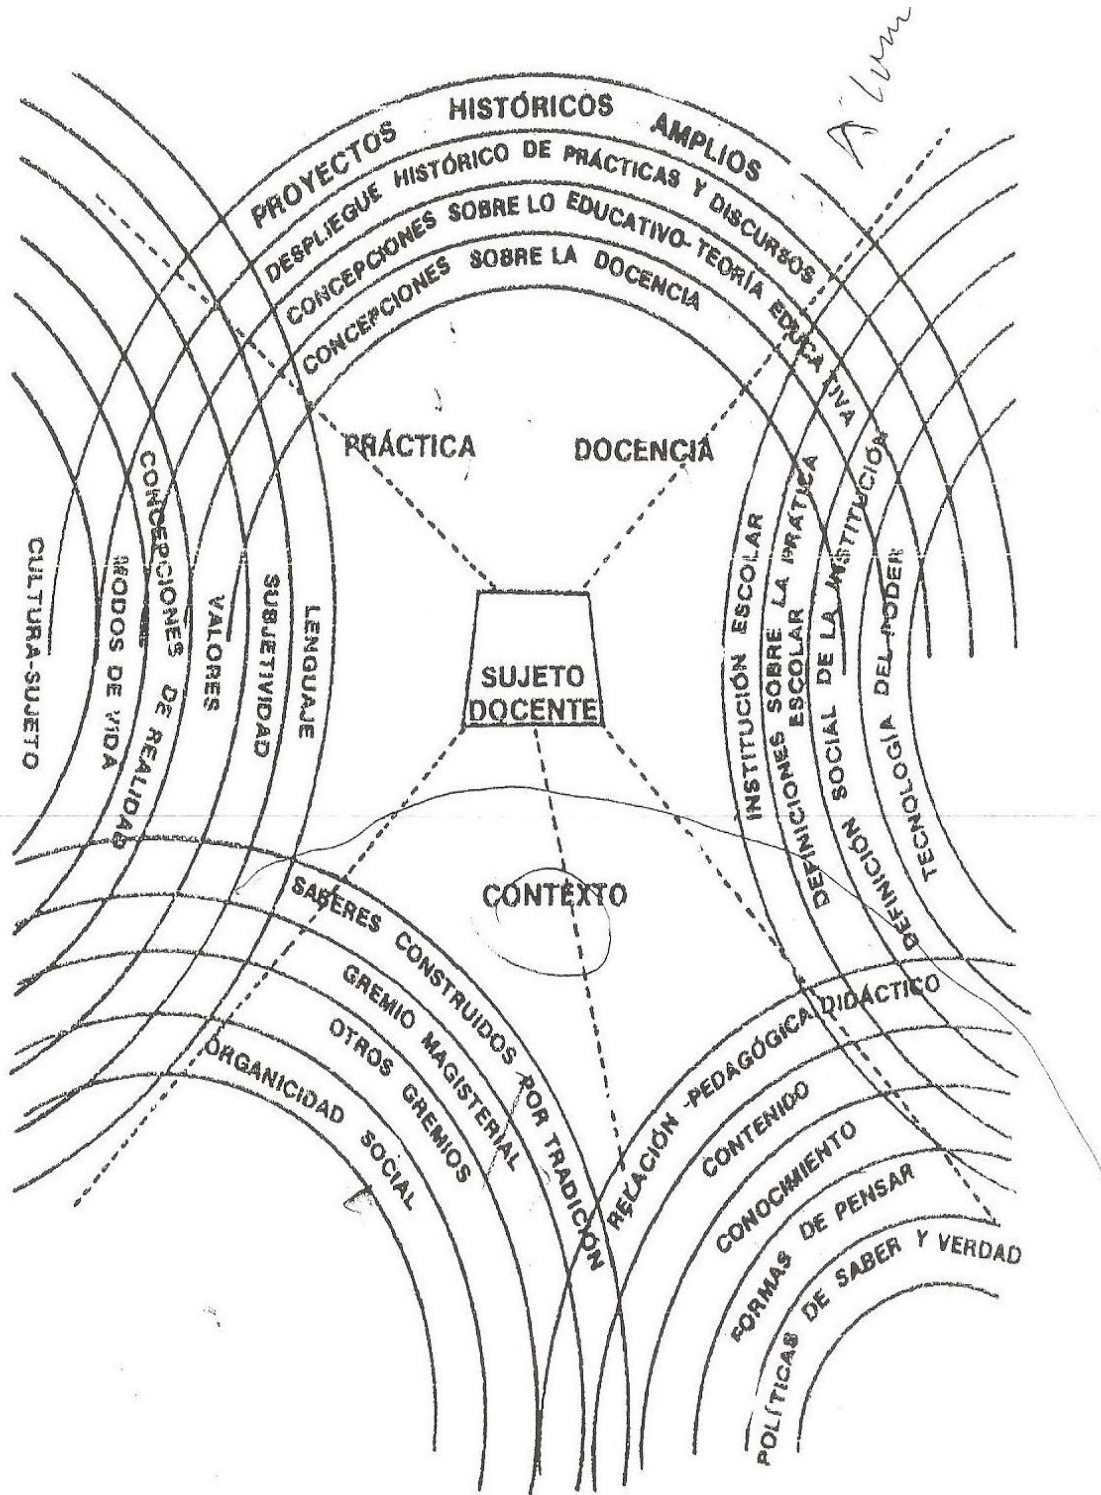 PROYECTOS HISTÓRICOS AMPLIOS
DESPLIEGUE HISTÓRICO DE PRÁCTICAS Y DISCURSOS
CONCEPCIONES SOBRE LO EDUCATIVO-TEORÍA EDUCATIVA
CONCEPCIONES SOBRE LA DOCENCIA
PRÁCTICA DOCENCIA
CULTURA-SUJETO
MODOS DE VIDA
CONCEPCIONES DE REALIDAD
VALORES
SUBJETIVIDAD
LENGUAJE
SUJETO
DOCENTE
INSTITUCIÓN ESCOLAR
DEFINICIONES SOBRE LA PRÁTICA
ESCOLAR
DEFINICIÓN SOCIAL DE LA INSTITUCIÓN
TECNOLOGÍA DEL PODER
CONTEXTO
SABERES CONSTRUIDOS POR TRADICIÓN
GREMIO MAGISTERIAL
OTROS GREMIOS
ORGANICIDAD SOCIAL
RELACIÓN -PEDAGÓGICA DIDÁCTICO
CONTENIDO
CONOCIMIENTO
FORMAS DE PENSAR
POLÍTICAS DE SABER Y VERDAD